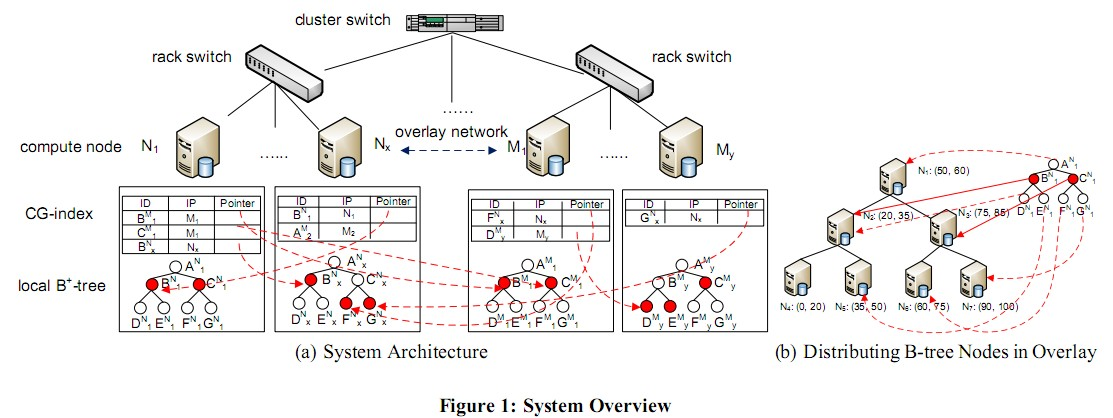 cluster switch
rack switch
rack switch
compute node
N1
......
Nx
overlay network
......
M1
......
My
CG-index
ID IP Pointer
B^M_1 M1
C^M_1 M1
B^N_x Nx
ID IP Pointer
B^N_1 N1
A^M_2 M2
ID IP Pointer
F^N_x Nx
D^M_y My
ID IP Pointer
G^N_x Nx
local B+-tree
A^N_1
B^N_1 C^N_1
D^N_1 E^N_1 F^N_1 G^N_1
A^N_x
B^N_x C^N_x
D^N_x E^N_x F^N_x G^N_x
A^M_1
B^M_1 C^M_1
D^M_1 E^M_1 F^M_1 G^M_1
A^M_y
B^M_y C^M_y
D^M_y E^M_y F^M_y G^M_y
(a) System Architecture
N1: (50, 60)
A^N_1
B^N_1 C^N_1
D^N_1 E^N_1 F^N_1 G^N_1
N2: (20, 35)
N3: (75, 85)
N4: (0, 20)
N5: (35, 50)
N6: (60, 75)
N7: (90, 100)
(b) Distributing B-tree Nodes in Overlay
Figure 1: System Overview